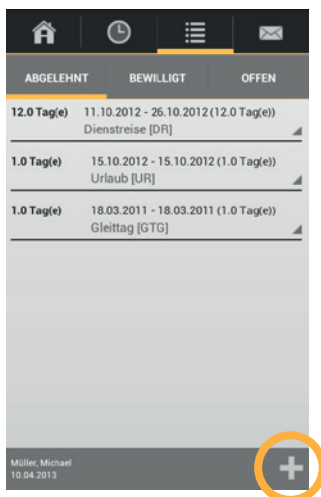 ABGELEHNT BEWILLIGT OFFEN
12.0 Tag(e) 11.10.2012 - 26.10.2012 (12.0 Tag(e))
Dienstreise [DR]
1.0 Tag(e) 15.10.2012 - 15.10.2012 (1.0 Tag(e))
Urlaub [UR]
1.0 Tag(e) 18.03.2011 - 18.03.2011 (1.0 Tag(e))
Gleittag [GTG]
Müller, Michael
10.04.2013